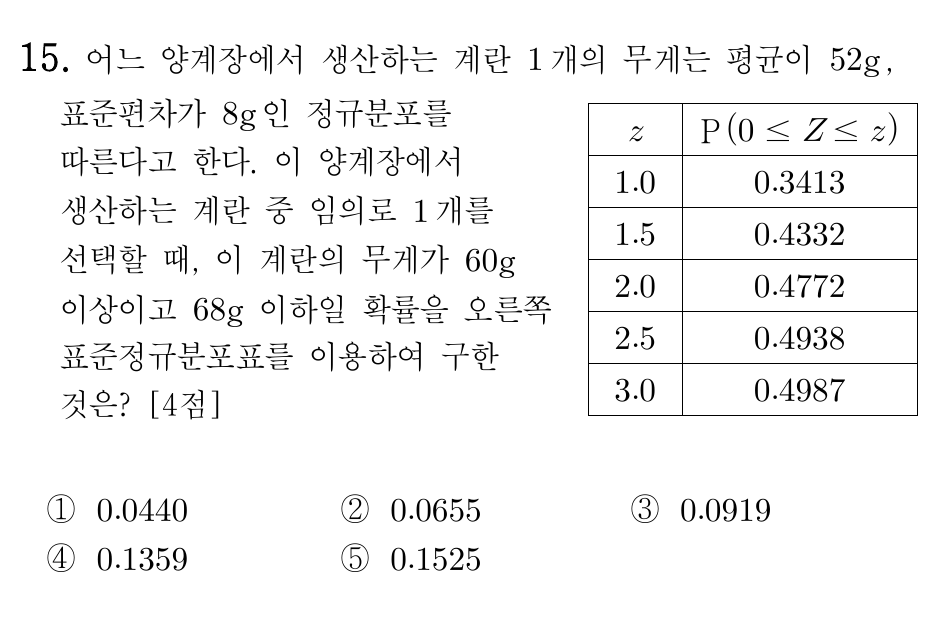 15. 어느 양계장에서 생산하는 계란 1개의 무게는 평균이 52g,
표준편차가 8g인 정규분포를
따른다고 한다. 이 양계장에서
생산하는 계란 중 임의로 1개를
선택할 때, 이 계란의 무게가 60g
이상이고 68g 이하일 확률을 오른쪽
표준정규분포표를 이용하여 구한
것은? [4점]
z P(0 ≤ Z ≤ z)
1.0 0.3413
1.5 0.4332
2.0 0.4772
2.5 0.4938
3.0 0.4987
① 0.0440 ② 0.0655 ③ 0.0919
④ 0.1359 ⑤ 0.1525